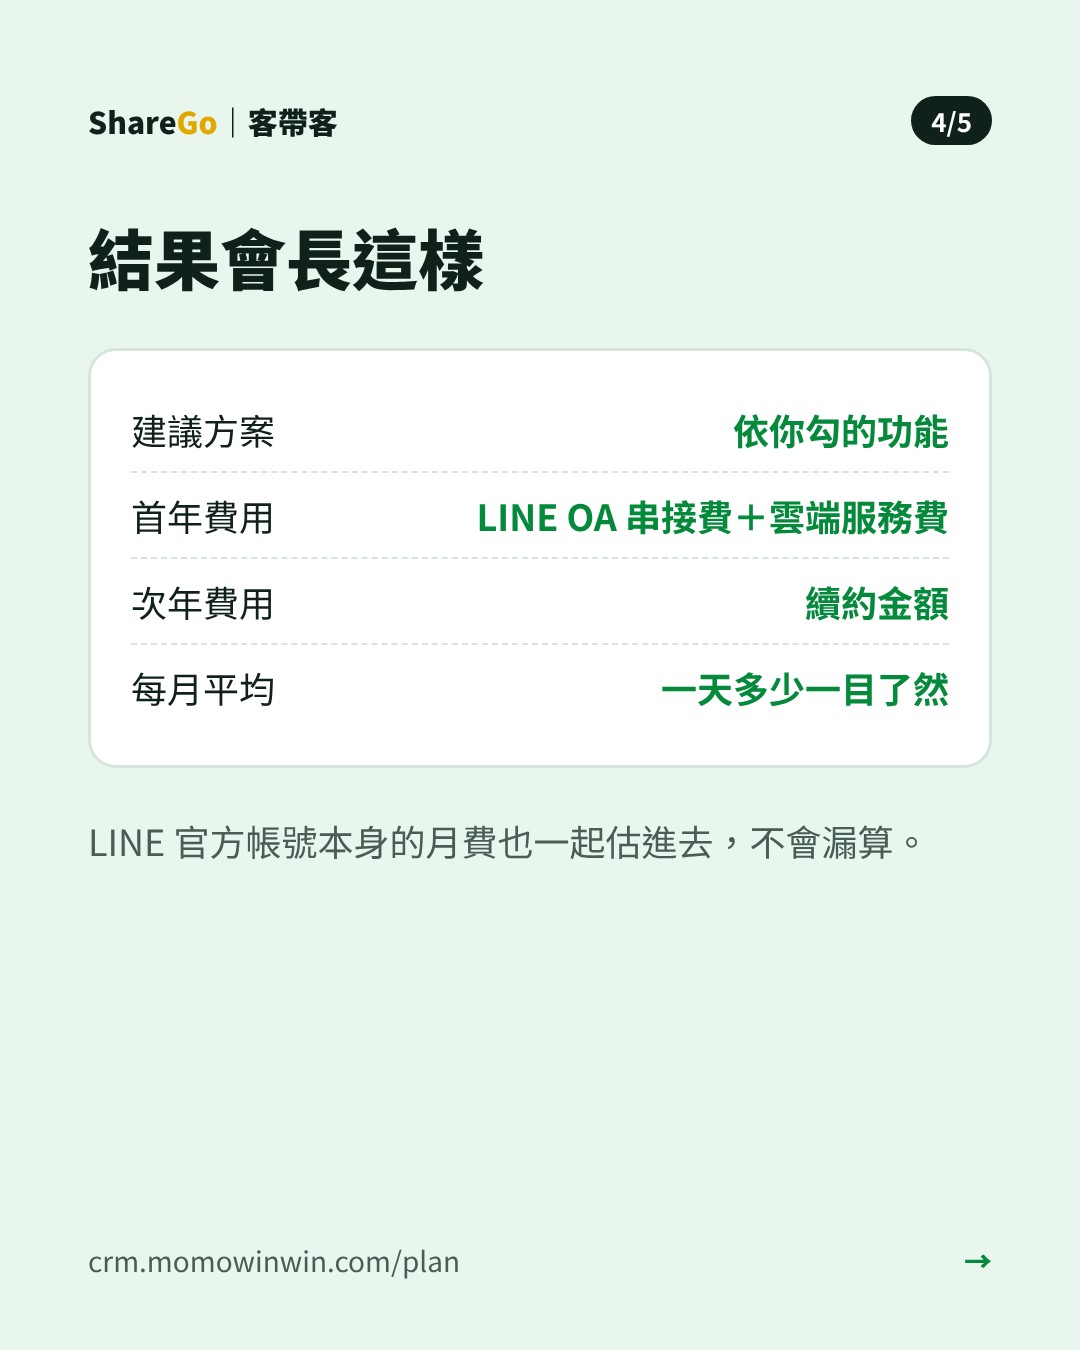 ShareGo｜客帶客
4/5
結果會長這樣
建議方案 依你勾的功能
首年費用 LINE OA 串接費＋雲端服務費
次年費用 續約金額
每月平均 一天多少一目了然
LINE 官方帳號本身的月費也一起估進去，不會漏算。
crm.momowinwin.com/plan →